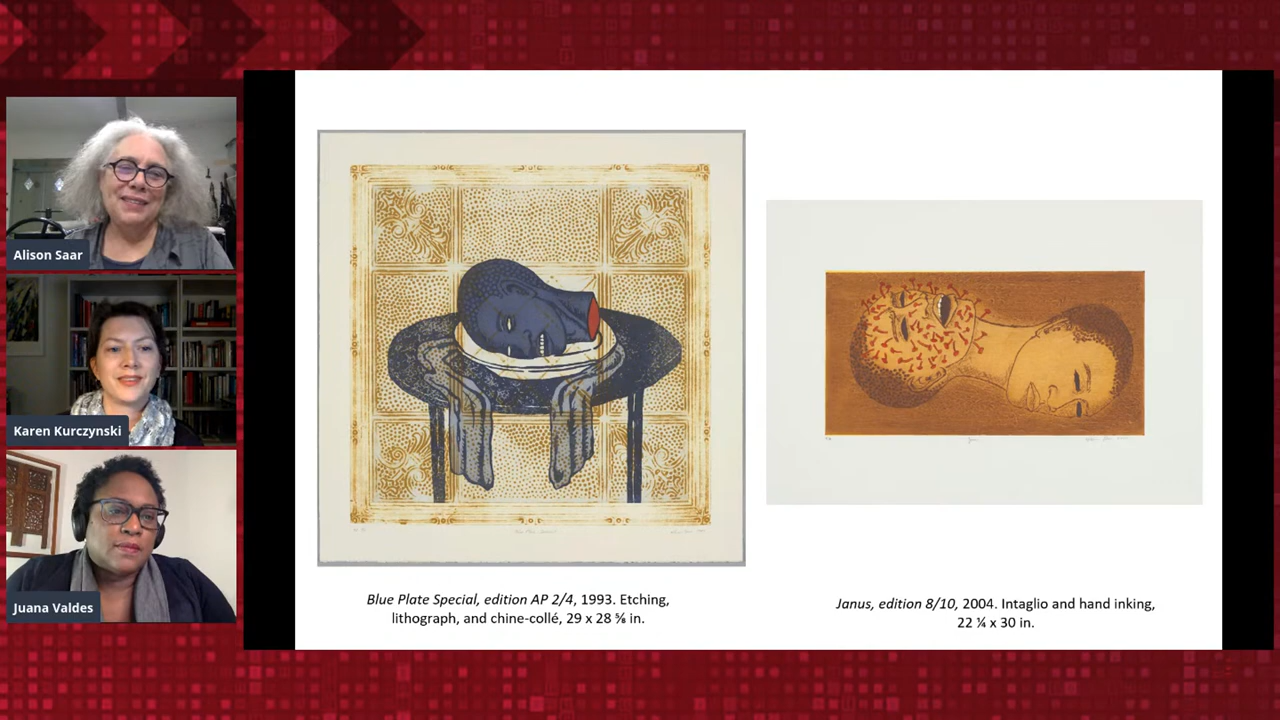 Alison Saar
Karen Kurczynski
Juana Valdes
Blue Plate Special, edition AP 2/4, 1993. Etching,
lithograph, and chine-collé, 29 x 28 ⅝ in.
Janus, edition 8/10, 2004. Intaglio and hand inking,
22 ¼ x 30 in.